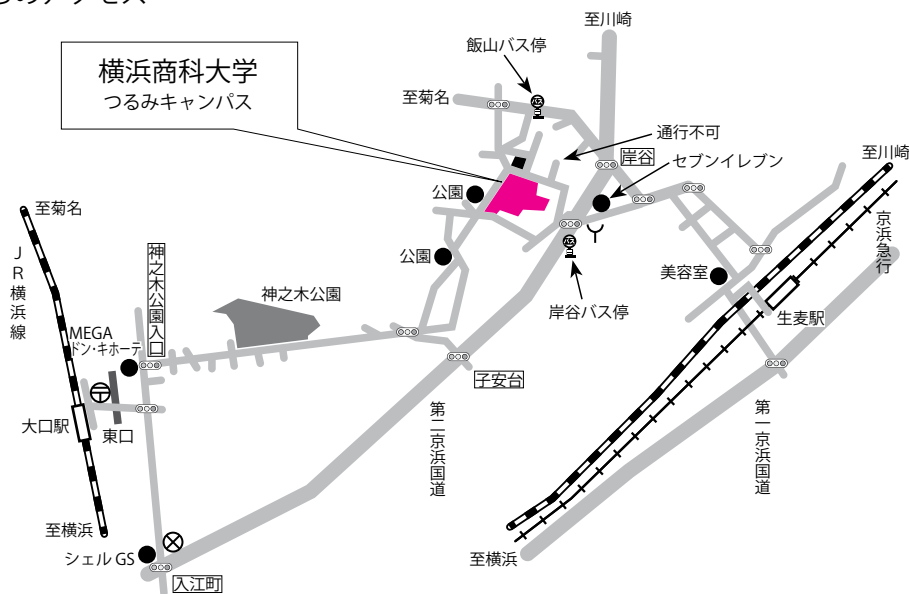 至川崎
飯山バス停
横浜商科大学
つるみキャンパス
至菊名
通行不可
岸谷
セブンイレブン
至川崎
公園
至菊名
京浜急行
JR横浜線
神之木公園入口
公園
美容室
神之木公園
岸谷バス停
生麦駅
MEGA
ドン・キホーテ
子安台
大口駅
東口
第二京浜国道
第一京浜国道
至横浜
至横浜
シェル GS
入江町